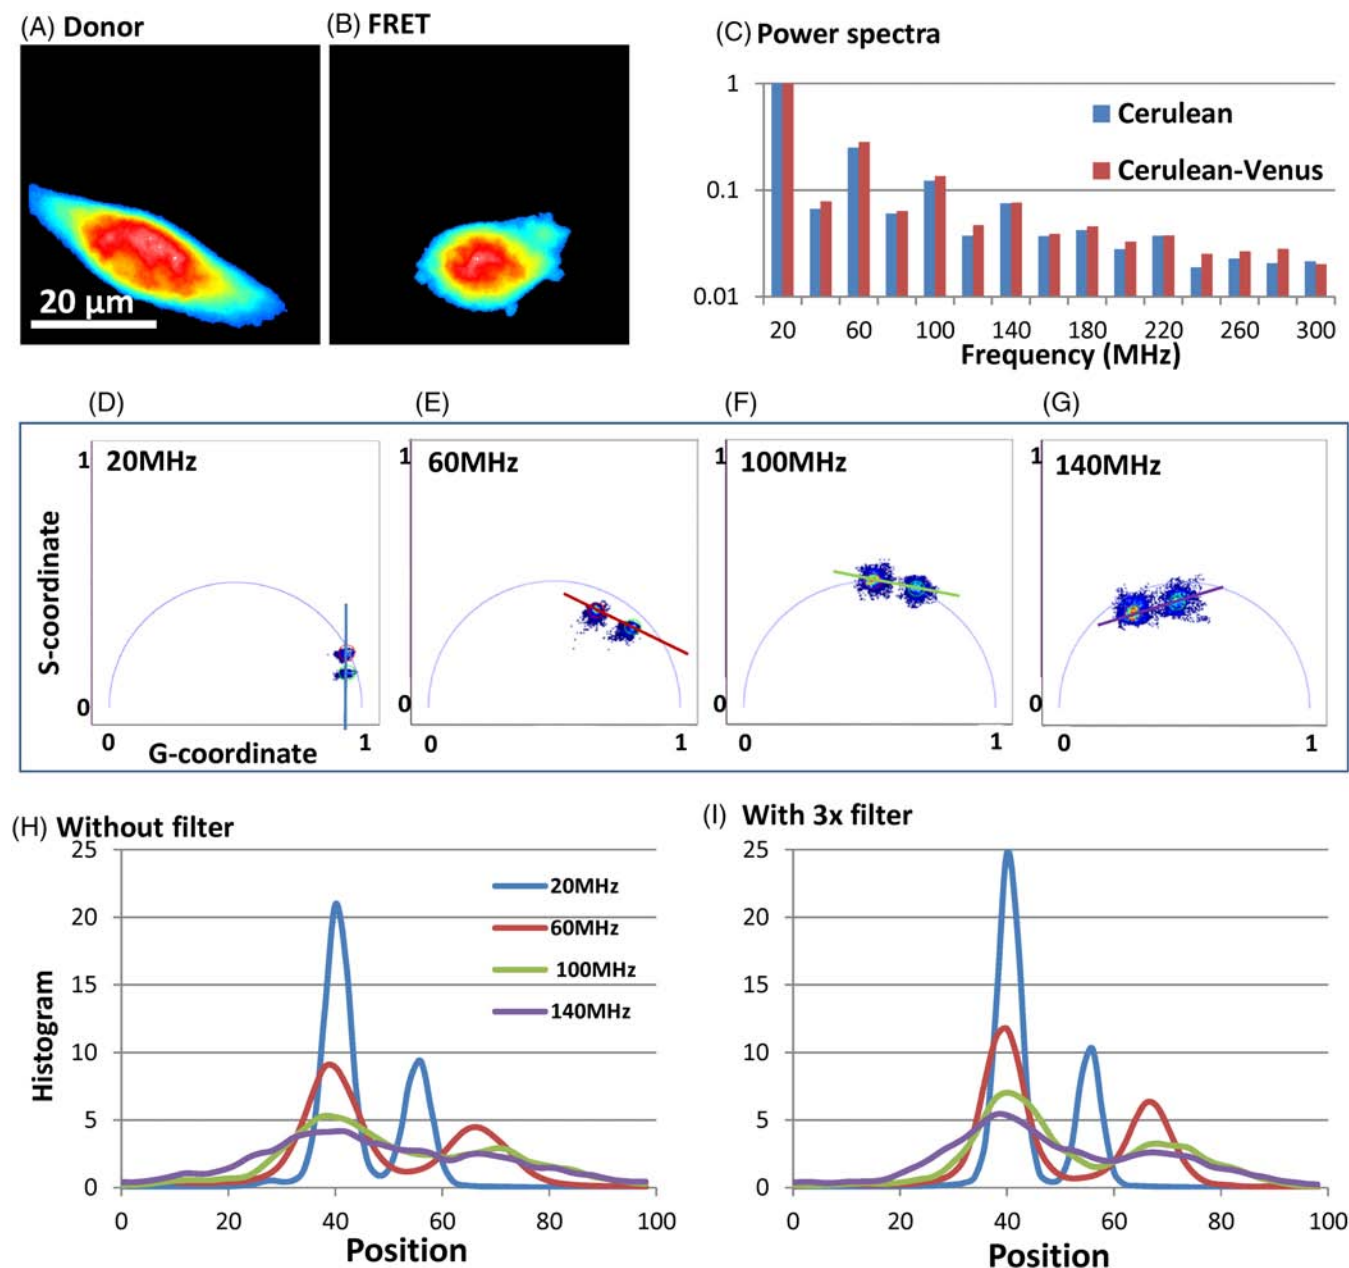 (A) Donor
(B) FRET
20 µm
(C) Power spectra
1
0.1
0.01
Cerulean
Cerulean-Venus
20 60 100 140 180 220 260 300
Frequency (MHz)
(D)
(E)
(F)
(G)
S-coordinate
1
20MHz
0
0
1
G-coordinate
1
60MHz
0
0
1
1
100MHz
0
0
1
1
140MHz
0
0
1
(H) Without filter
Histogram
25
20
15
10
5
0
20MHz
60MHz
100MHz
140MHz
0 20 40 60 80 100
Position
(I) With 3x filter
25
20
15
10
5
0
0 20 40 60 80 100
Position